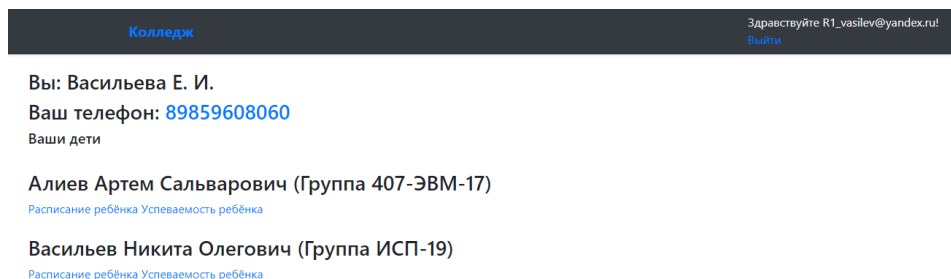 Колледж
Здравствуйте R1_vasilev@yandex.ru!
Выйти
Вы: Васильева Е. И.
Ваш телефон: 89859608060
Ваши дети
Алиев Артем Сальварович (Группа 407-ЭВМ-17)
Расписание ребёнка Успеваемость ребёнка
Васильев Никита Олегович (Группа ИСП-19)
Расписание ребёнка Успеваемость ребёнка